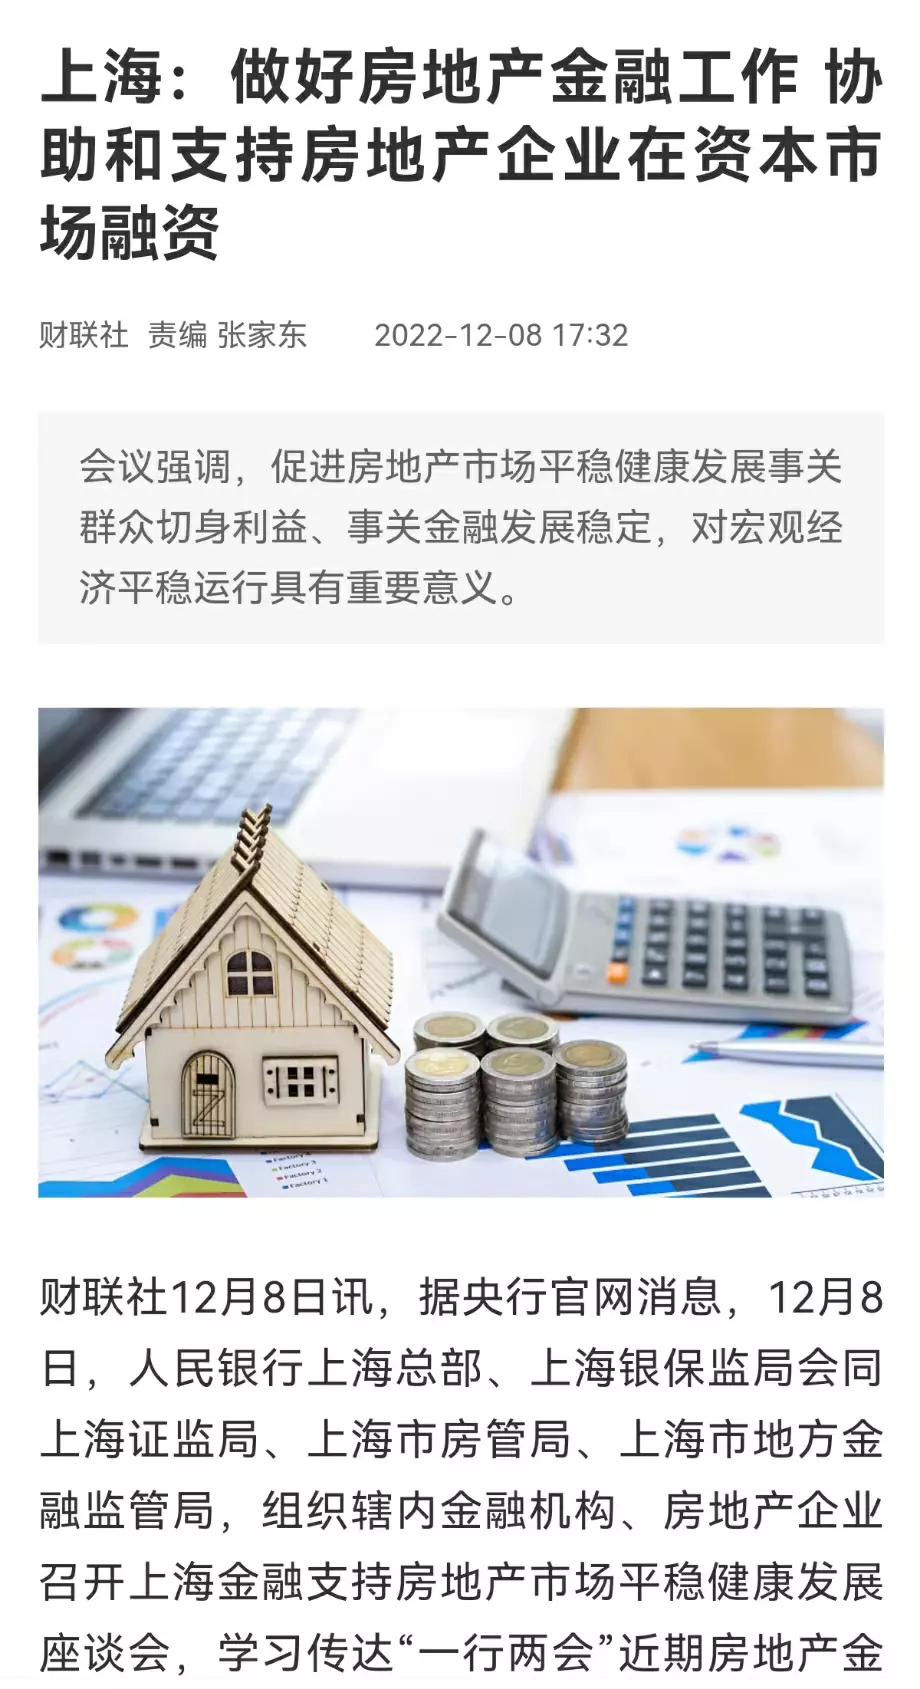 上海：做好房地产金融工作 协
助和支持房地产企业在资本市
场融资
财联社 责编 张家东 2022-12-08 17:32
会议强调，促进房地产市场平稳健康发展事关
群众切身利益、事关金融发展稳定，对宏观经
济平稳运行具有重要意义。
Factory 3
Factory 2
Factory 1
财联社12月8日讯，据央行官网消息，12月8
日，人民银行上海总部、上海银保监局会同
上海证监局、上海市房管局、上海市地方金
融监管局，组织辖内金融机构、房地产企业
召开上海金融支持房地产市场平稳健康发展
座谈会，学习传达“一行两会”近期房地产金